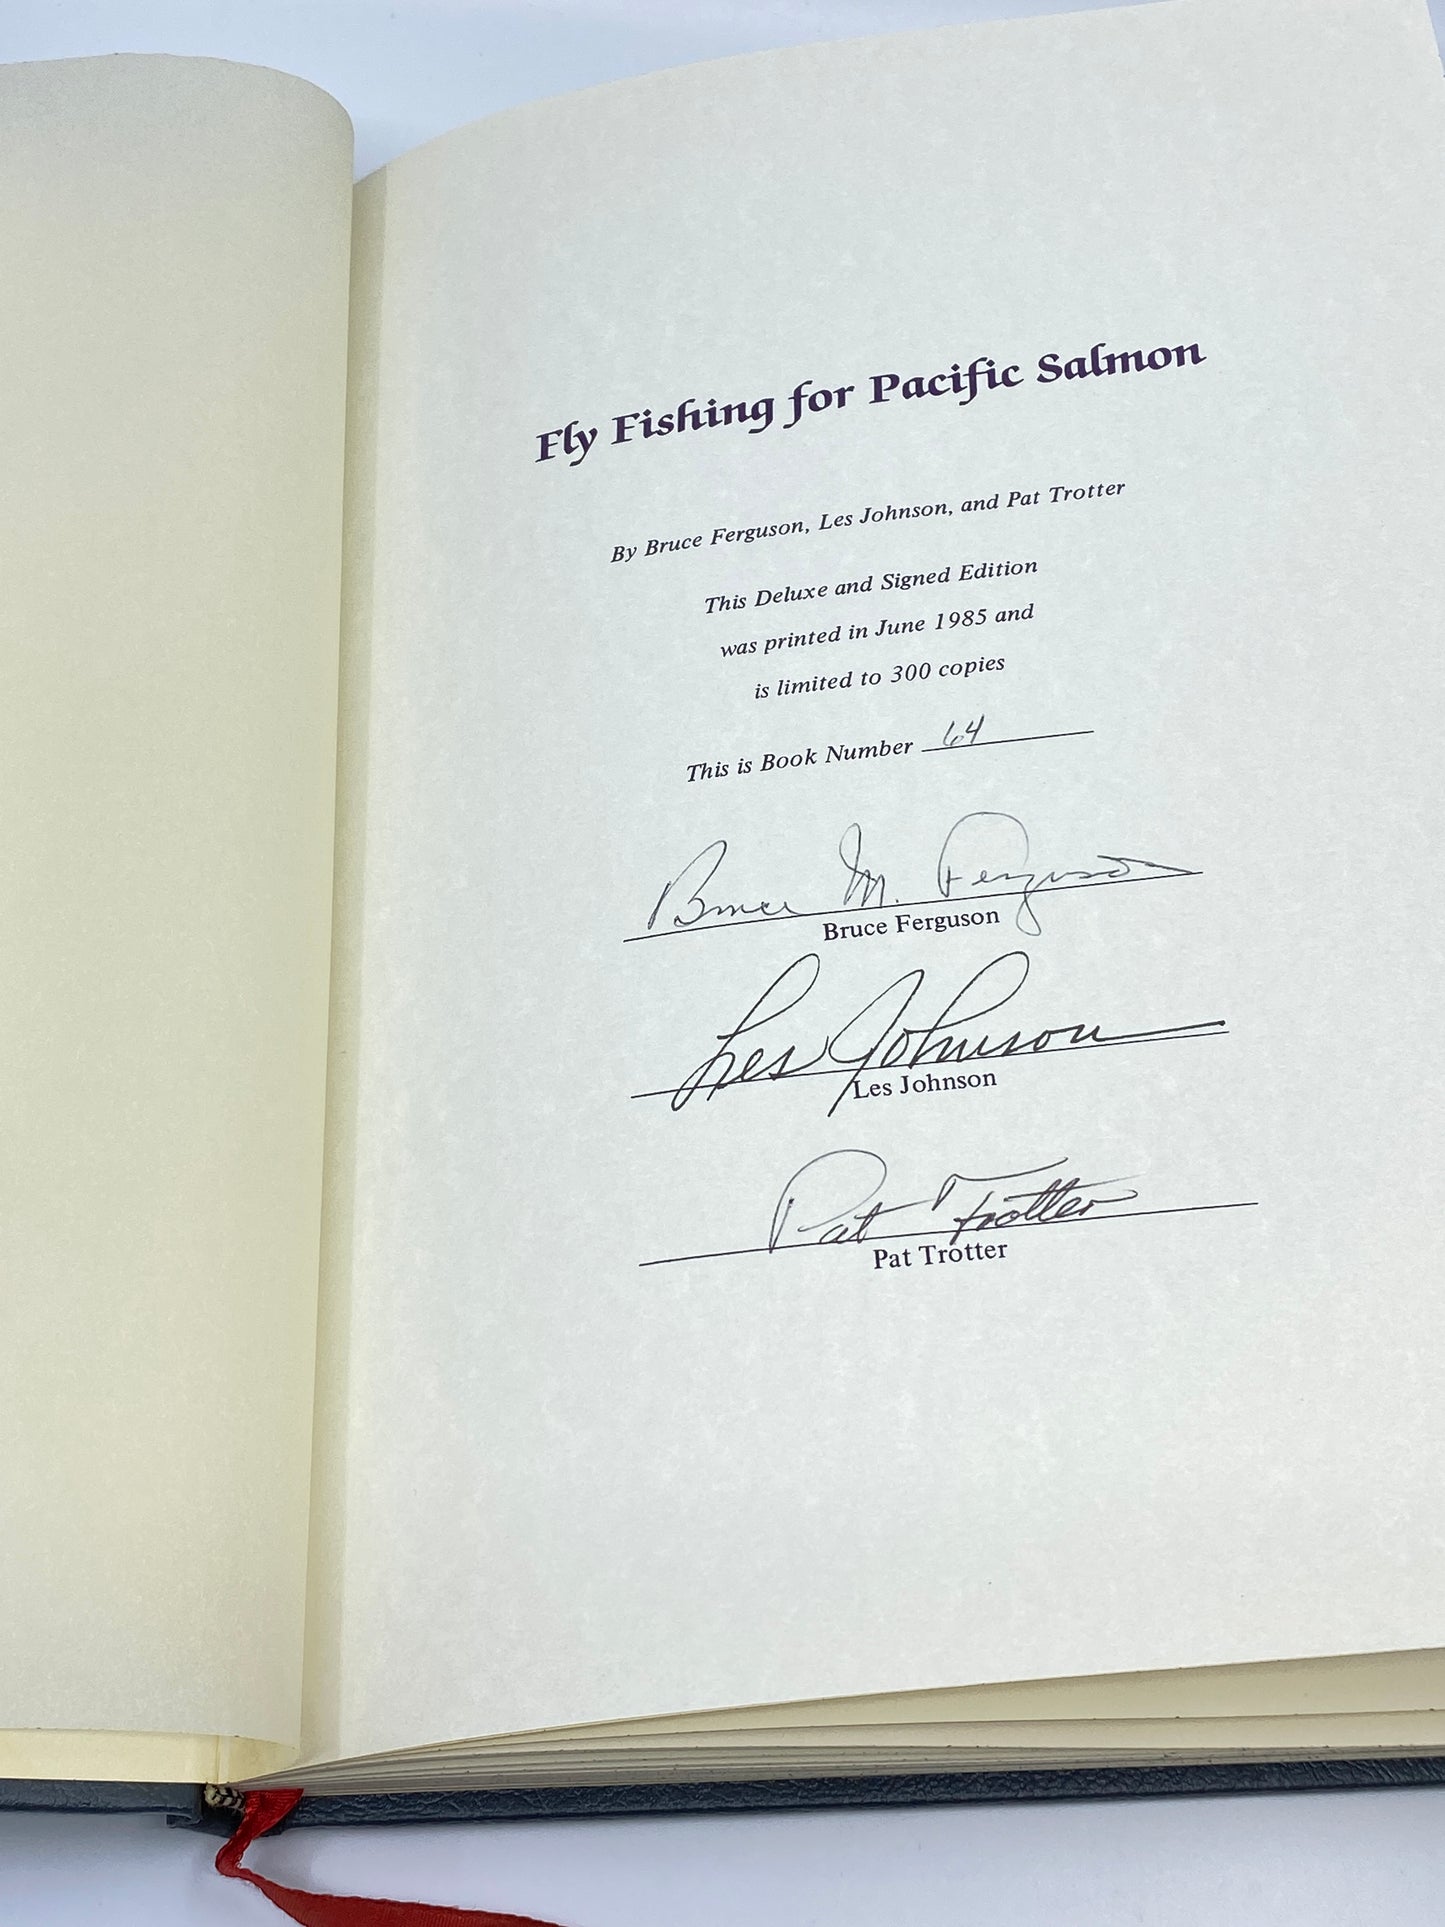 Fly Fishing for Pacific Salmon
By Bruce Ferguson, Les Johnson, and Pat Trotter
This Deluxe and Signed Edition
was printed in June 1985 and
is limited to 300 copies
This is Book Number 64
Bruce M. Ferguson
Bruce Ferguson
Les Johnson
Les Johnson
Pat Trotter
Pat Trotter